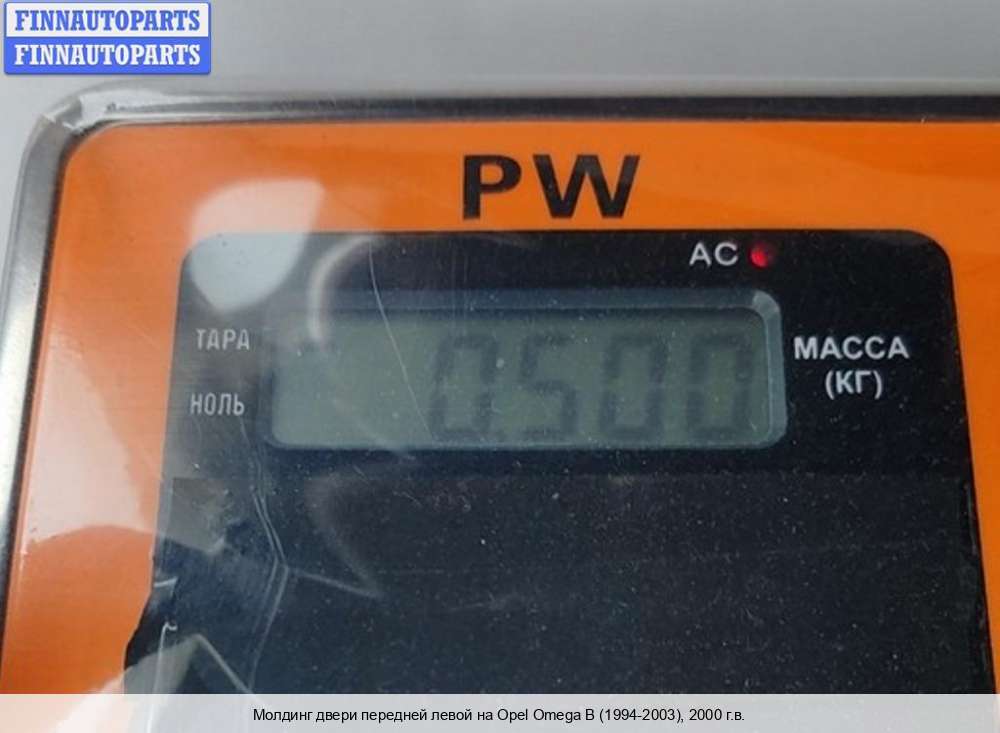 FINNAUTOPARTS
FINNAUTOPARTS
PW
AC
ТАРА
0.500
МАССА
(КГ)
НОЛЬ
Молдинг двери передней левой на Opel Omega B (1994-2003), 2000 г.в.